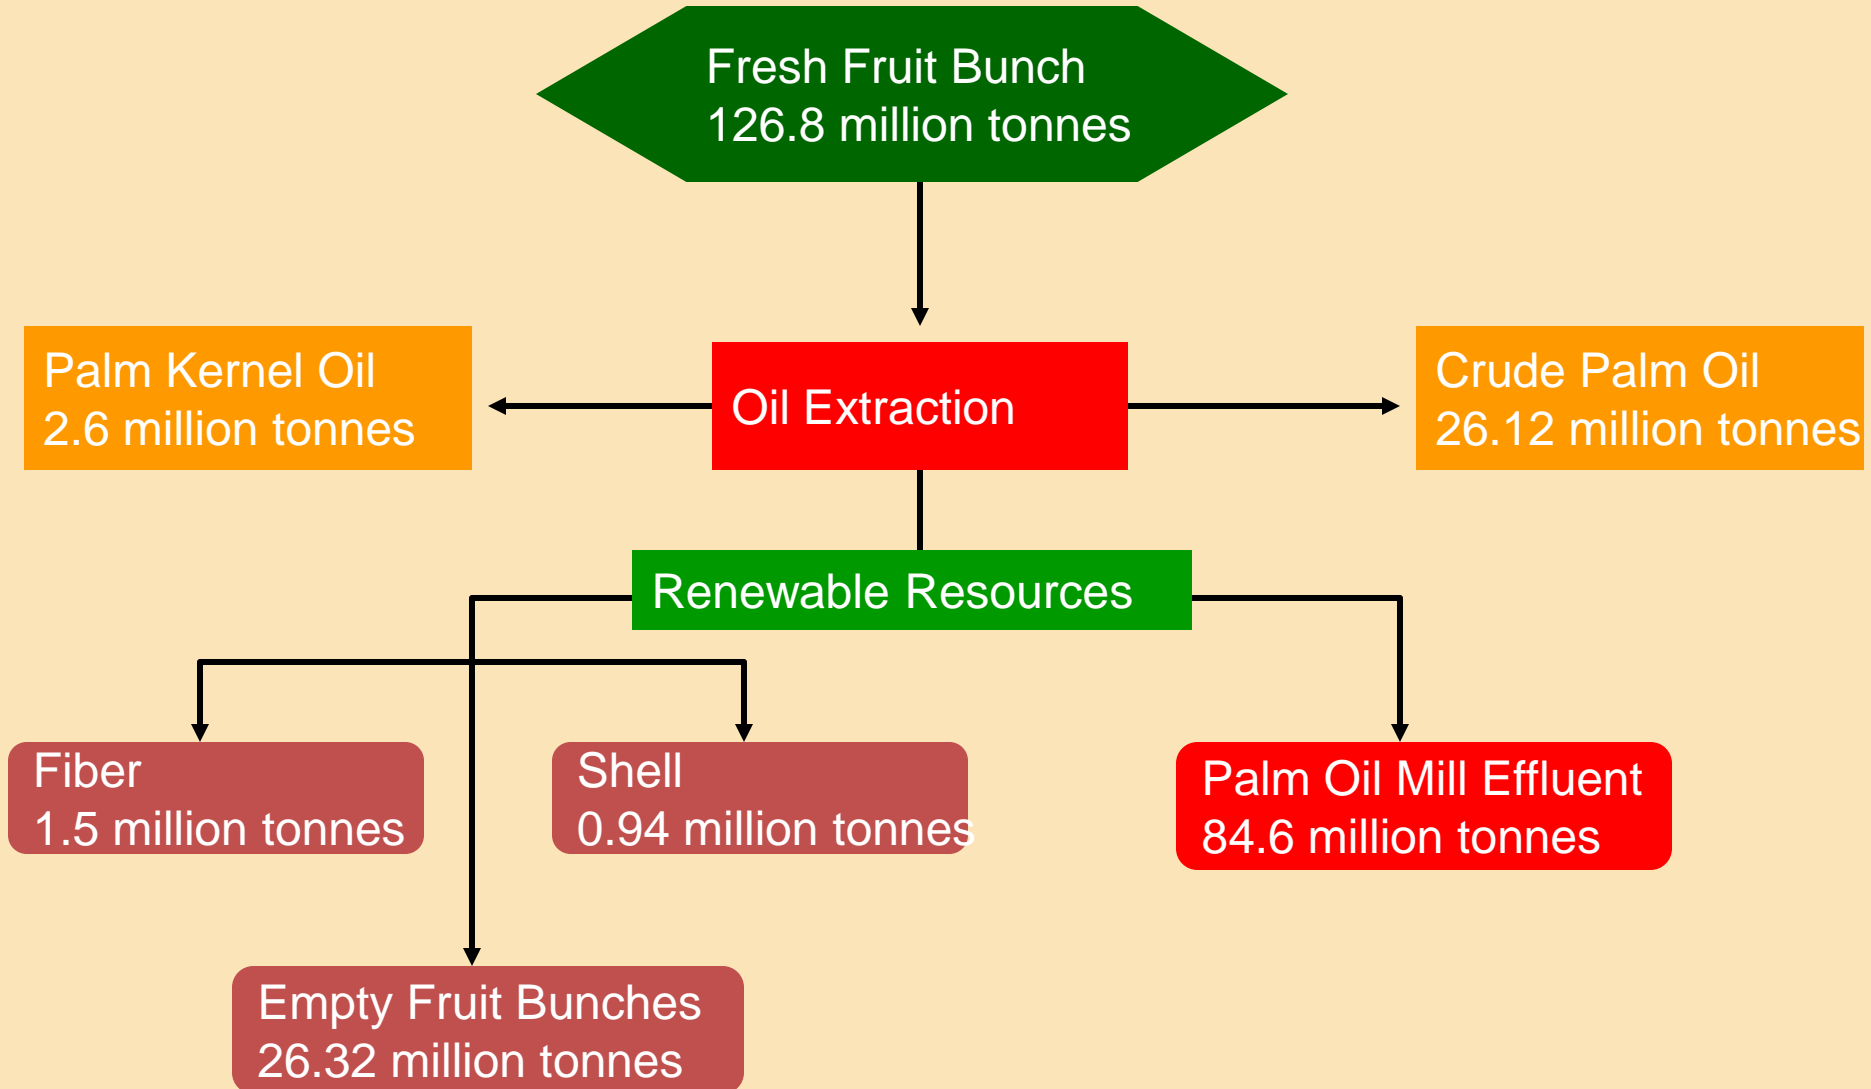 Fresh Fruit Bunch
126.8 million tonnes
Palm Kernel Oil
2.6 million tonnes
Oil Extraction
Crude Palm Oil
26.12 million tonnes
Renewable Resources
Fiber
1.5 million tonnes
Shell
0.94 million tonnes
Palm Oil Mill Effluent
84.6 million tonnes
Empty Fruit Bunches
26.32 million tonnes